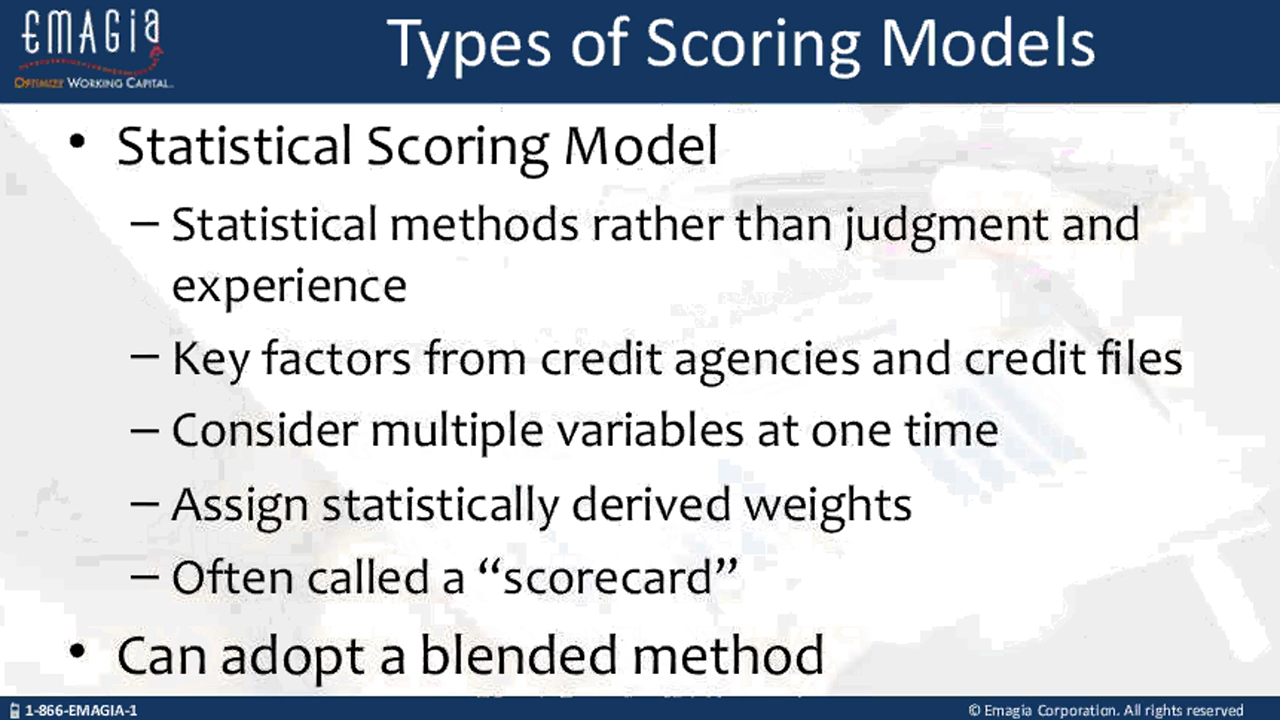 EMAGIA
OPTIMIZE WORKING CAPITAL.
Types of Scoring Models
• Statistical Scoring Model
– Statistical methods rather than judgment and
experience
– Key factors from credit agencies and credit files
– Consider multiple variables at one time
– Assign statistically derived weights
– Often called a “scorecard”
• Can adopt a blended method
1-866-EMAGIA-1
© Emagia Corporation. All rights reserved